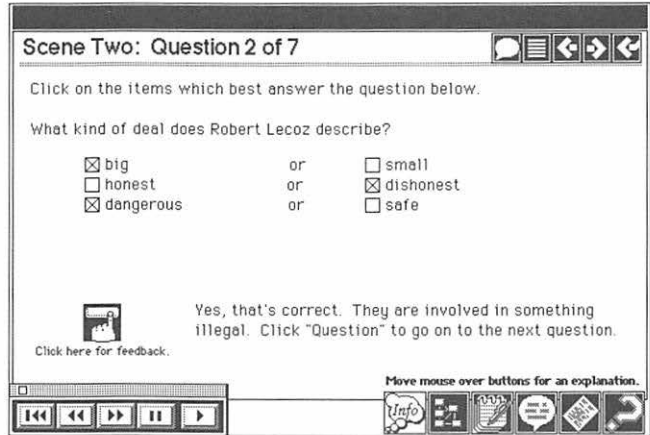 Scene Two: Question 2 of 7
Click on the items which best answer the question below.
What kind of deal does Robert Lecoz describe?
big or small
honest or dishonest
dangerous or safe
Yes, that's correct. They are involved in something
illegal. Click "Question" to go on to the next question.
Click here for feedback.
Move mouse over buttons for an explanation.
Info